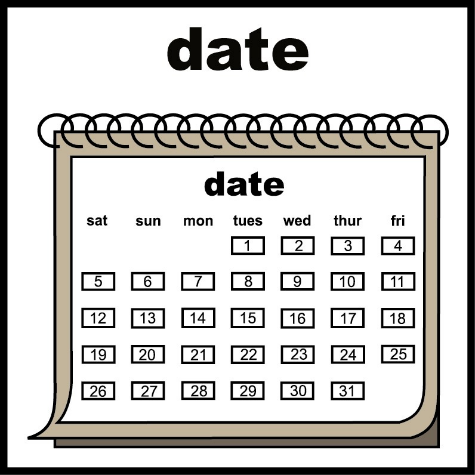 date
date
sat sun mon tues wed thur fri
1 2 3 4
5 6 7 8 9 10 11
12 13 14 15 16 17 18
19 20 21 22 23 24 25
26 27 28 29 30 31